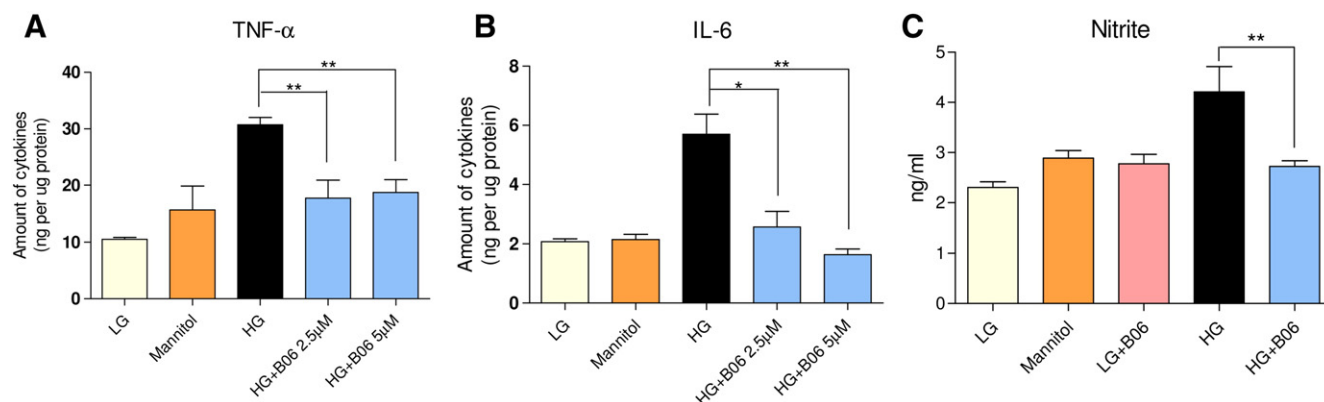 A
TNF-α
Amount of cytokines
(ng per ug protein)
40
30
20
10
0
**
**
LG
Mannitol
HG
HG+B06 2.5μM
HG+B06 5μM
B
IL-6
Amount of cytokines
(ng per ug protein)
8
6
4
2
0
**
*
LG
Mannitol
HG
HG+B06 2.5μM
HG+B06 5μM
C
Nitrite
ng/ml
5
4
3
2
1
0
**
LG
Mannitol
LG+B06
HG
HG+B06